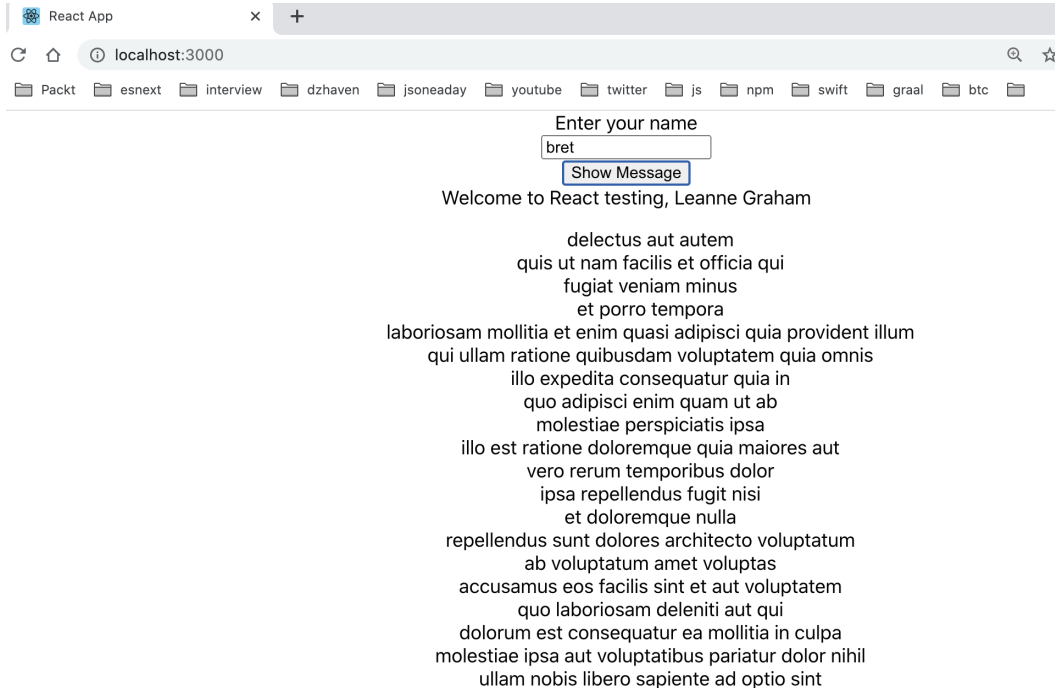 React App
localhost:3000
Packt esnext interview dzhaven jsoneaday youtube twitter js npm swift graal btc
Enter your name
bret
Show Message
Welcome to React testing, Leanne Graham
delectus aut autem
quis ut nam facilis et officia qui
fugiat veniam minus
et porro tempora
laboriosam mollitia et enim quasi adipisci quia provident illum
qui ullam ratione quibusdam voluptatem quia omnis
illo expedita consequatur quia in
quo adipisci enim quam ut ab
molestiae perspiciatis ipsa
illo est ratione doloremque quia maiores aut
vero rerum temporibus dolor
ipsa repellendus fugit nisi
et doloremque nulla
repellendus sunt dolores architecto voluptatum
ab voluptatum amet voluptas
accusamus eos facilis sint et aut voluptatem
quo laboriosam deleniti aut qui
dolorum est consequatur ea mollitia in culpa
molestiae ipsa aut voluptatibus pariatur dolor nihil
ullam nobis libero sapiente ad optio sint